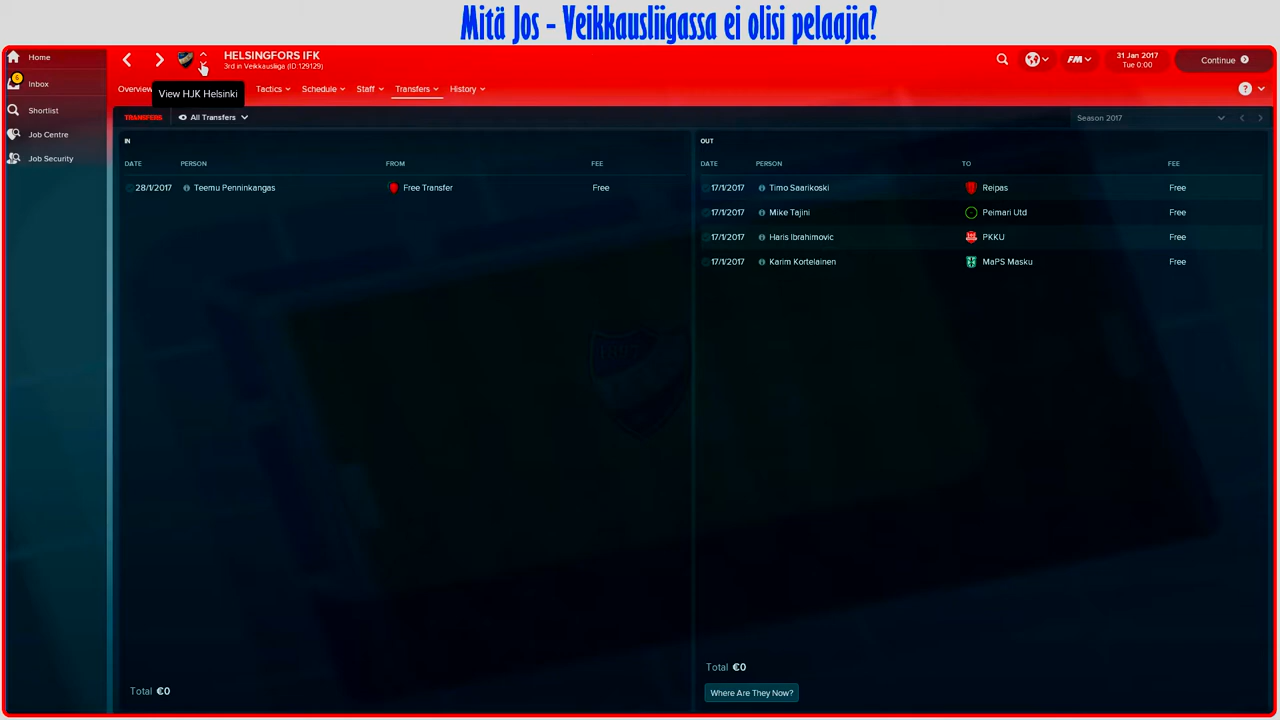 Mitä Jos - Veikkausliigassa ei olisi pelaajia?
Home
HELSINGFORS IFK
3rd in Veikkausliiga (ID:129129)
FM
31 Jan 2017
Tue 0:00
Continue
6
Inbox
Overview
View HJK Helsinki
Tactics
Schedule
Staff
Transfers
History
?
Shortlist
TRANSFERS
All Transfers
Season 2017
Job Centre
Job Security
IN
OUT
DATE PERSON FROM FEE
DATE PERSON TO FEE
28/1/2017 Teemu Penninkangas Free Transfer Free
17/1/2017 Timo Saarikoski Reipas Free
17/1/2017 Mike Tajini Peimari Utd Free
17/1/2017 Haris Ibrahimovic PKKU Free
17/1/2017 Karim Kortelainen MaPS Masku Free
Total €0
Total €0
Where Are They Now?